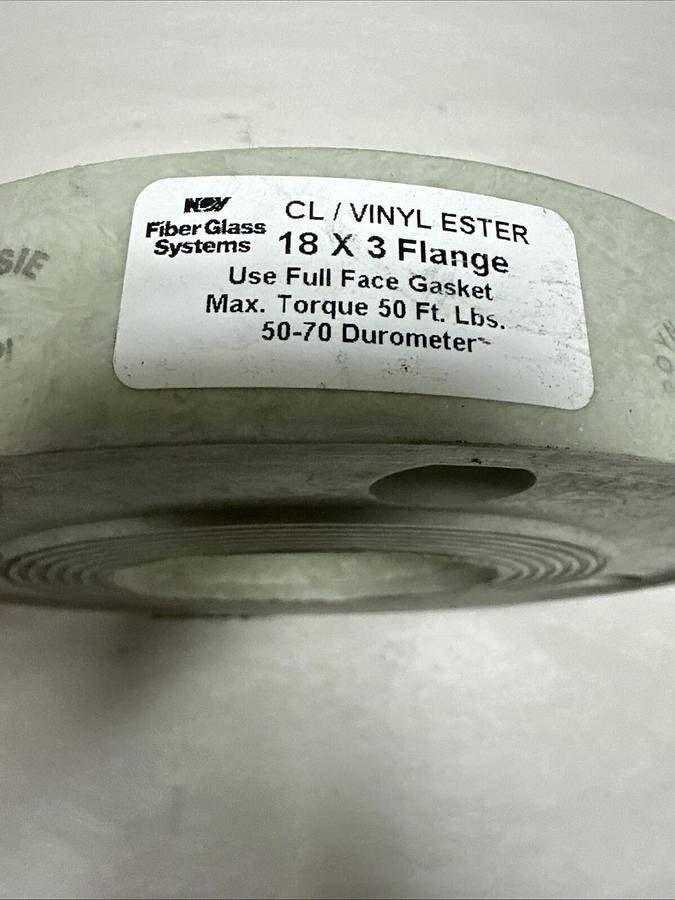 NOV
Fiber Glass
Systems
CL / VINYL ESTER
18 X 3 Flange
Use Full Face Gasket
Max. Torque 50 Ft. Lbs.
50-70 Durometer
SIE